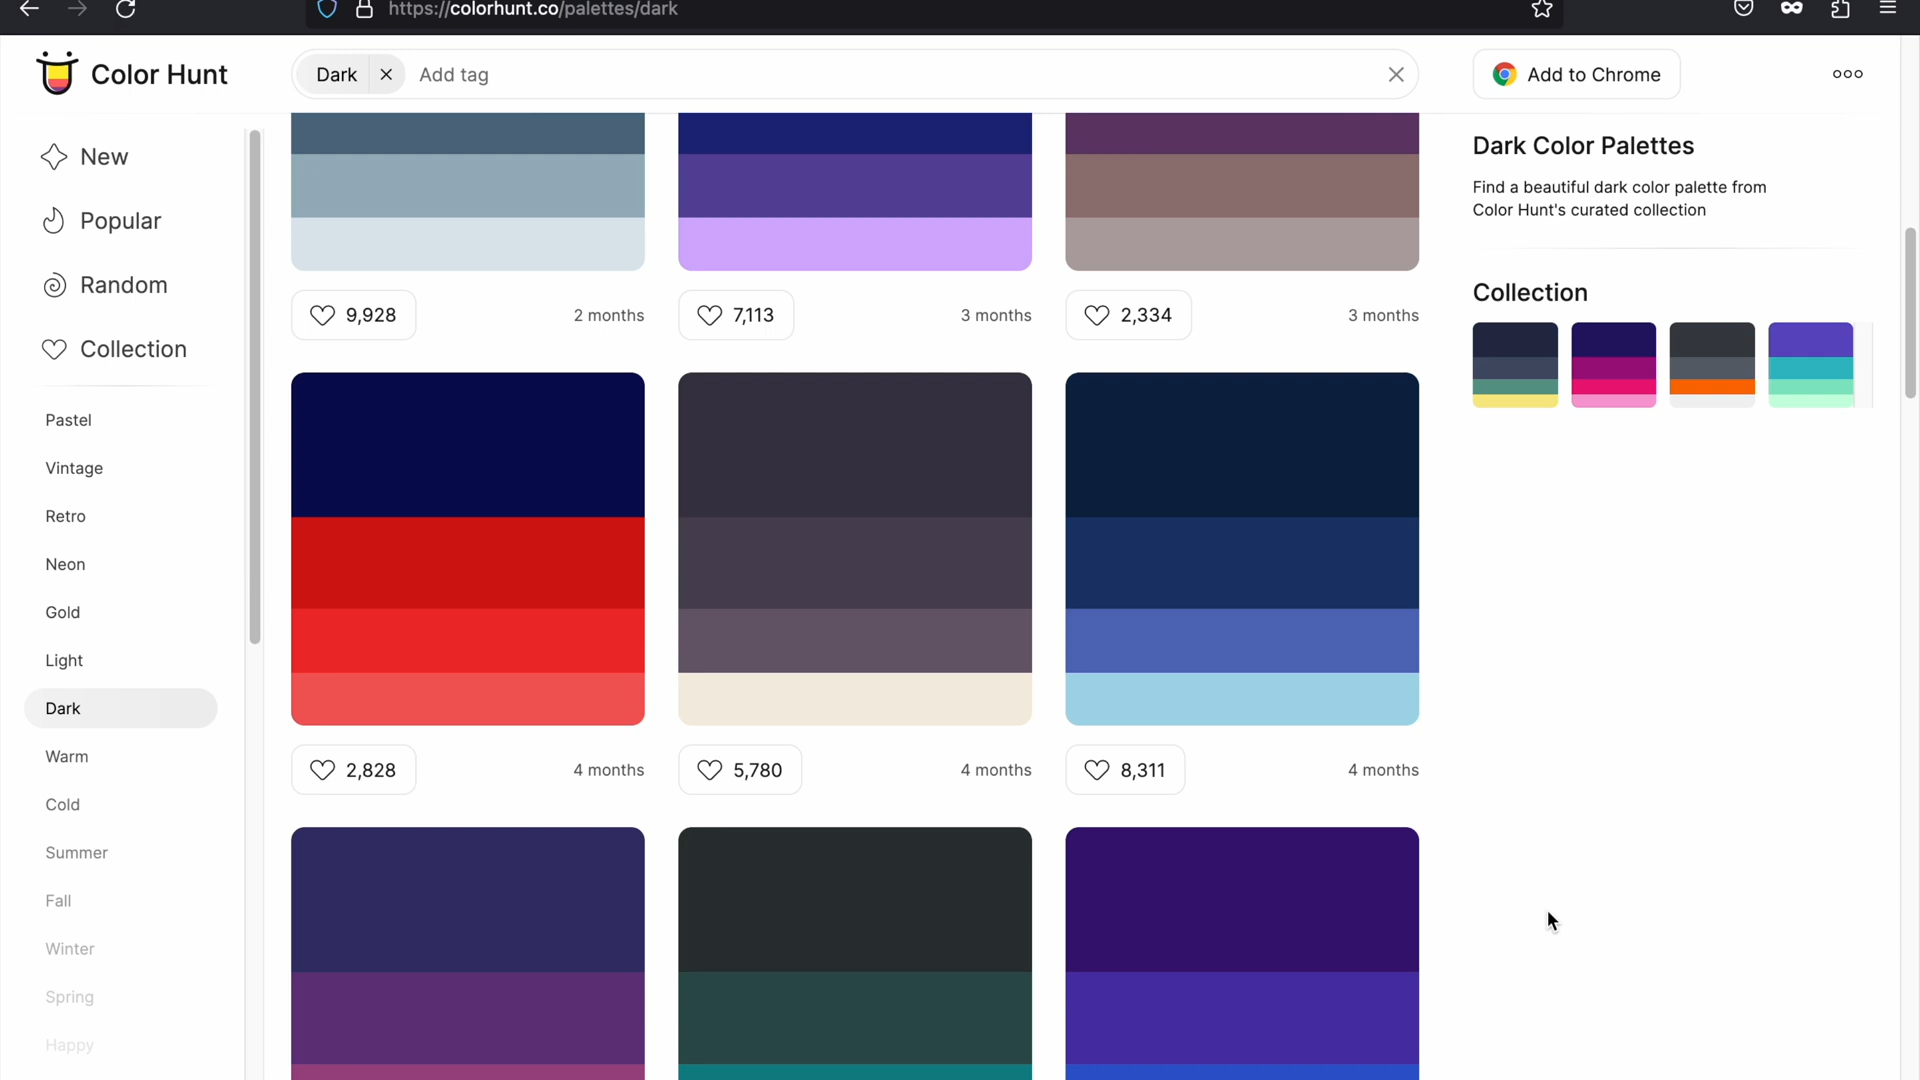 https://colorhunt.co/palettes/dark
Color Hunt
Dark
Add tag
Add to Chrome
New
Popular
Random
Collection
Pastel
Vintage
Retro
Neon
Gold
Light
Dark
Warm
Cold
Summer
Fall
Winter
Spring
Happy
9,928
2 months
7,113
3 months
2,334
3 months
2,828
4 months
5,780
4 months
8,311
4 months
Dark Color Palettes
Find a beautiful dark color palette from
Color Hunt's curated collection
Collection